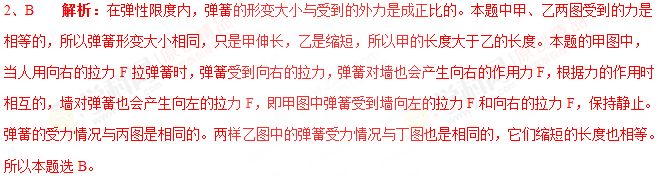 2、B 解析：在弹性限度内，弹簧的形变大小与受到的外力是成正比的。本题中甲、乙两图受到的力是
相等的，所以弹簧形变大小相同，只是甲伸长，乙是缩短，所以甲的长度大于乙的长度。本题的甲图中，
当人用向右的拉力 F 拉弹簧时，弹簧受到向右的拉力，弹簧对墙也会产生向右的作用力 F，根据力的作用时
相互的，墙对弹簧也会产生向左的拉力 F，即甲图中弹簧受到墙向左的拉力 F 和向右的拉力 F，保持静止。
弹簧的受力情况与丙图是相同的。两样乙图中的弹簧受力情况与丁图也是相同的，它们缩短的长度也相等。
所以本题选 B。